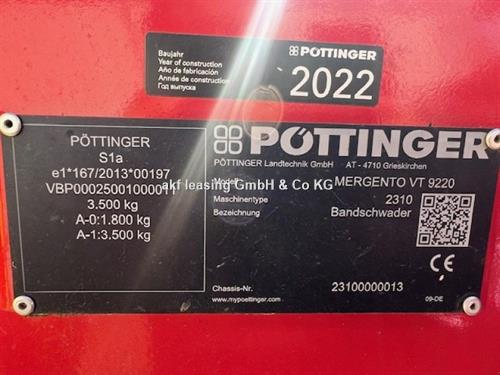 Baujahr
Year of construction
Año de fabricación
Année de construction
Год выпуска
PÖTTINGER
2022
PÖTTINGER
S1a
e1*167/2013*00197
akf leasing GmbH & Co KG
3.500 kg
A-0:1.800 kg
A-1:3.500 kg
PÖTTINGER
PÖTTINGER Landtechnik GmbH AT - 4710 Grieskirchen
Modell MERGENTO VT 9220
Maschinentype 2310
Bezeichnung Bandschwader
CE
Chassis-Nr. 23100000013
www.mypoettinger.com
09-DE